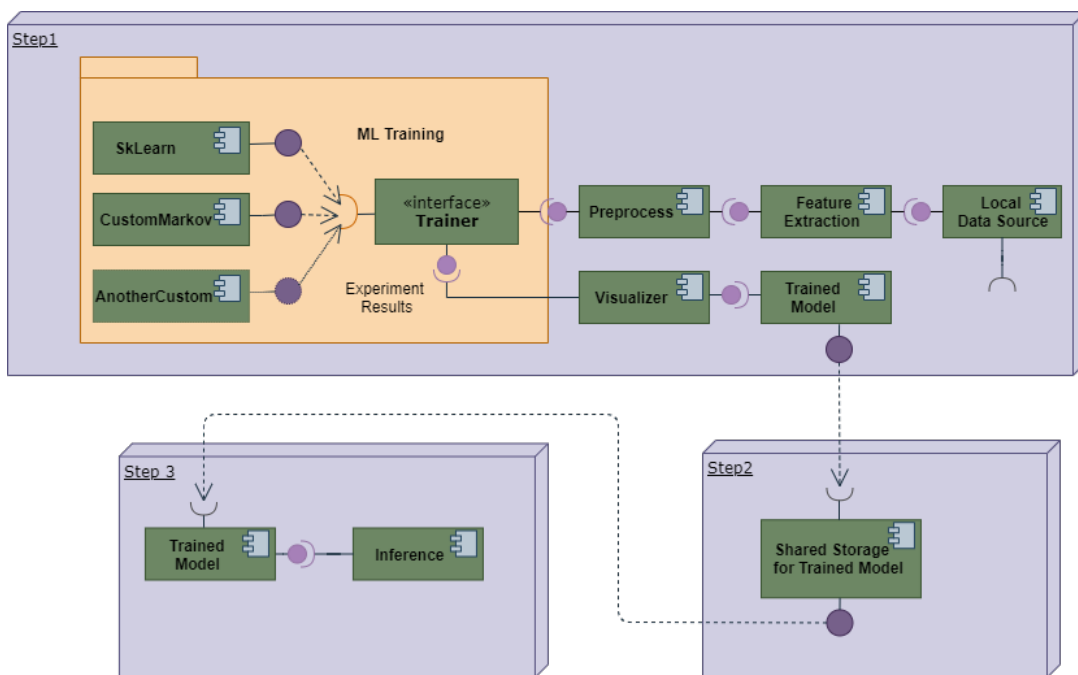 Step1
ML Training
SkLearn
CustomMarkov
AnotherCustom
«interface»
Trainer
Experiment
Results
Preprocess
Feature
Extraction
Local
Data Source
Visualizer
Trained
Model
Step 3
Trained
Model
Inference
Step2
Shared Storage
for Trained Model